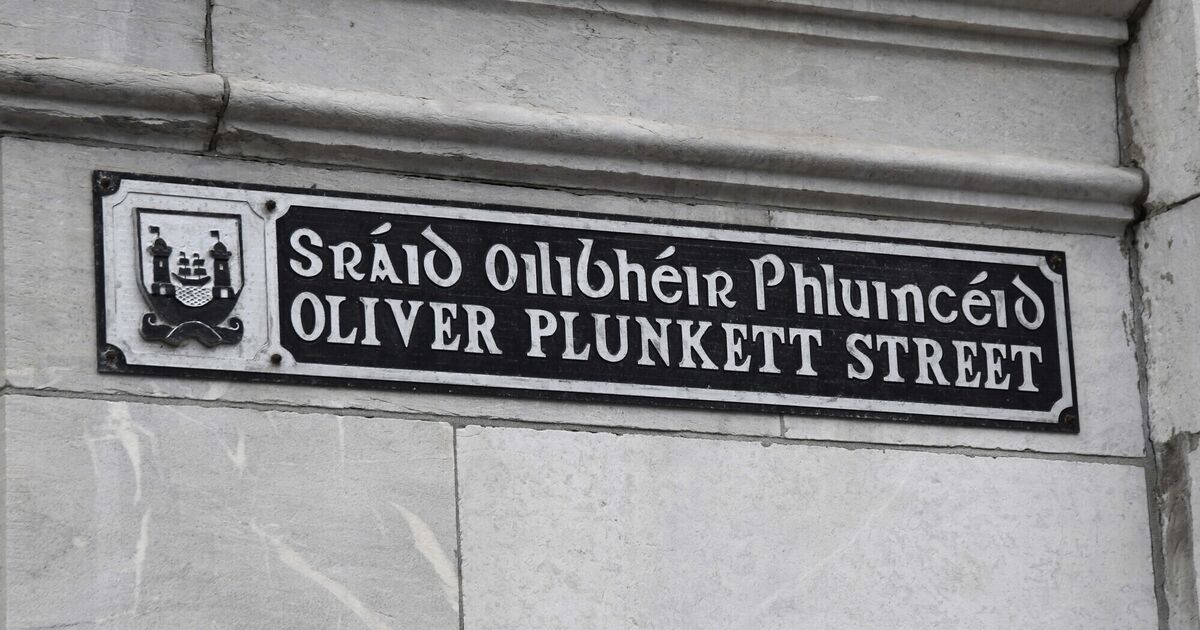 Sráid Oilibhéir Phluincéid
OLIVER PLUNKETT STREET